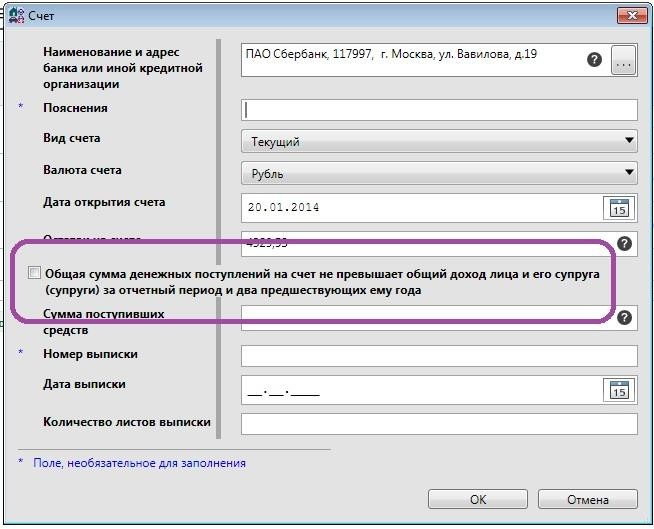 Счет
Наименование и адрес
банка или иной кредитной
организации
ПАО Сбербанк, 117997, г. Москва, ул. Вавилова, д.19
?
...
* Пояснения
Вид счета
Текущий
Валюта счета
Рубль
Дата открытия счета
20.01.2014
15
?
Общая сумма денежных поступлений на счет не превышает общий доход лица и его супруга
(супруги) за отчетный период и два предшествующих ему года
Сумма поступивших
средств
?
* Номер выписки
Дата выписки
__.__.____
15
Количество листов выписки
* Поле, необязательное для заполнения
ОК
Отмена